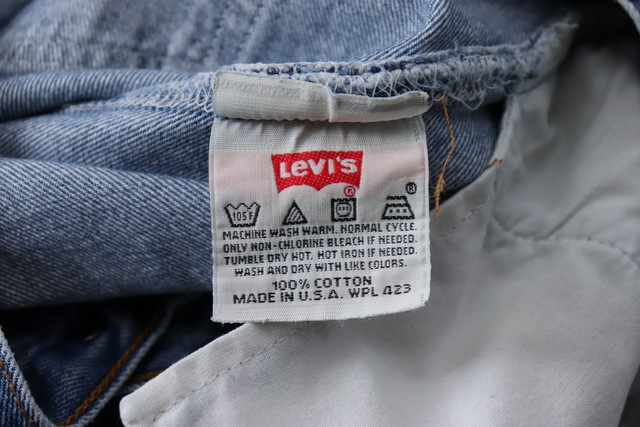 LEVI'S
105F
MACHINE WASH WARM. NORMAL CYCLE.
ONLY NON-CHLORINE BLEACH IF NEEDED.
TUMBLE DRY HOT. HOT IRON IF NEEDED.
WASH AND DRY WITH LIKE COLORS.
100% COTTON
MADE IN U.S.A. WPL 423